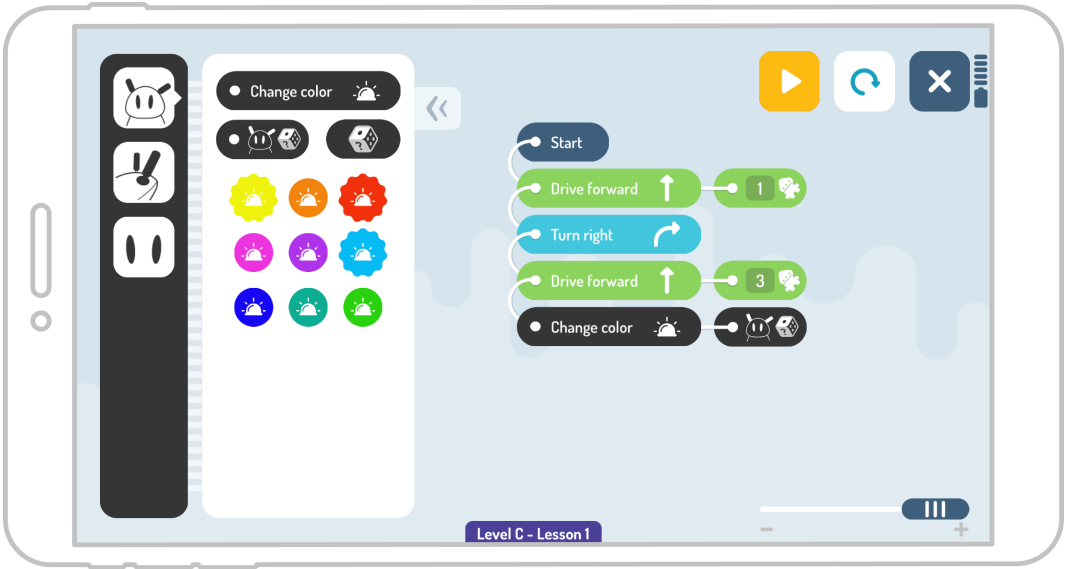 Change color
Start
Drive forward 1
Turn right
Drive forward 3
Change color
Level C - Lesson 1